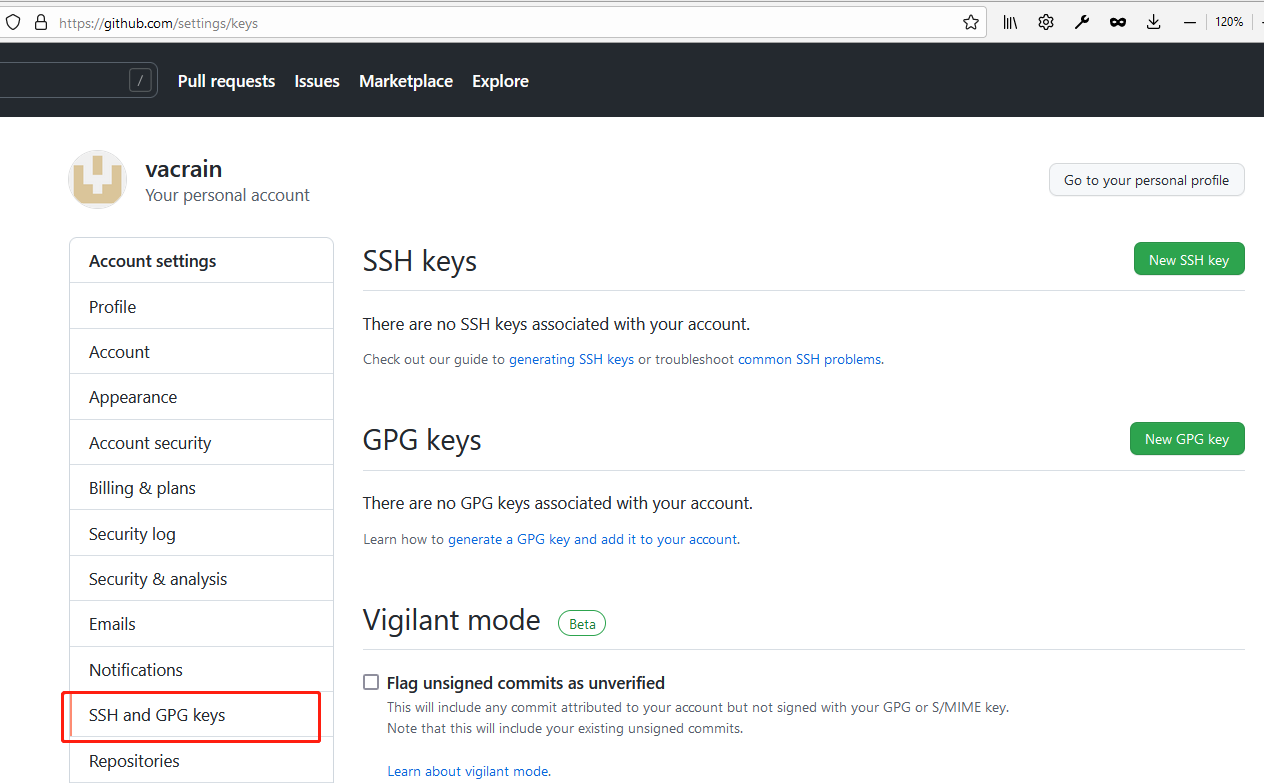 https://github.com/settings/keys
120%
/
Pull requests
Issues
Marketplace
Explore
vacrain
Your personal account
Go to your personal profile
Account settings
Profile
Account
Appearance
Account security
Billing & plans
Security log
Security & analysis
Emails
Notifications
SSH and GPG keys
Repositories
SSH keys
New SSH key
There are no SSH keys associated with your account.
Check out our guide to generating SSH keys or troubleshoot common SSH problems.
GPG keys
New GPG key
There are no GPG keys associated with your account.
Learn how to generate a GPG key and add it to your account.
Vigilant mode
Beta
Flag unsigned commits as unverified
This will include any commit attributed to your account but not signed with your GPG or S/MIME key.
Note that this will include your existing unsigned commits.
Learn about vigilant mode.